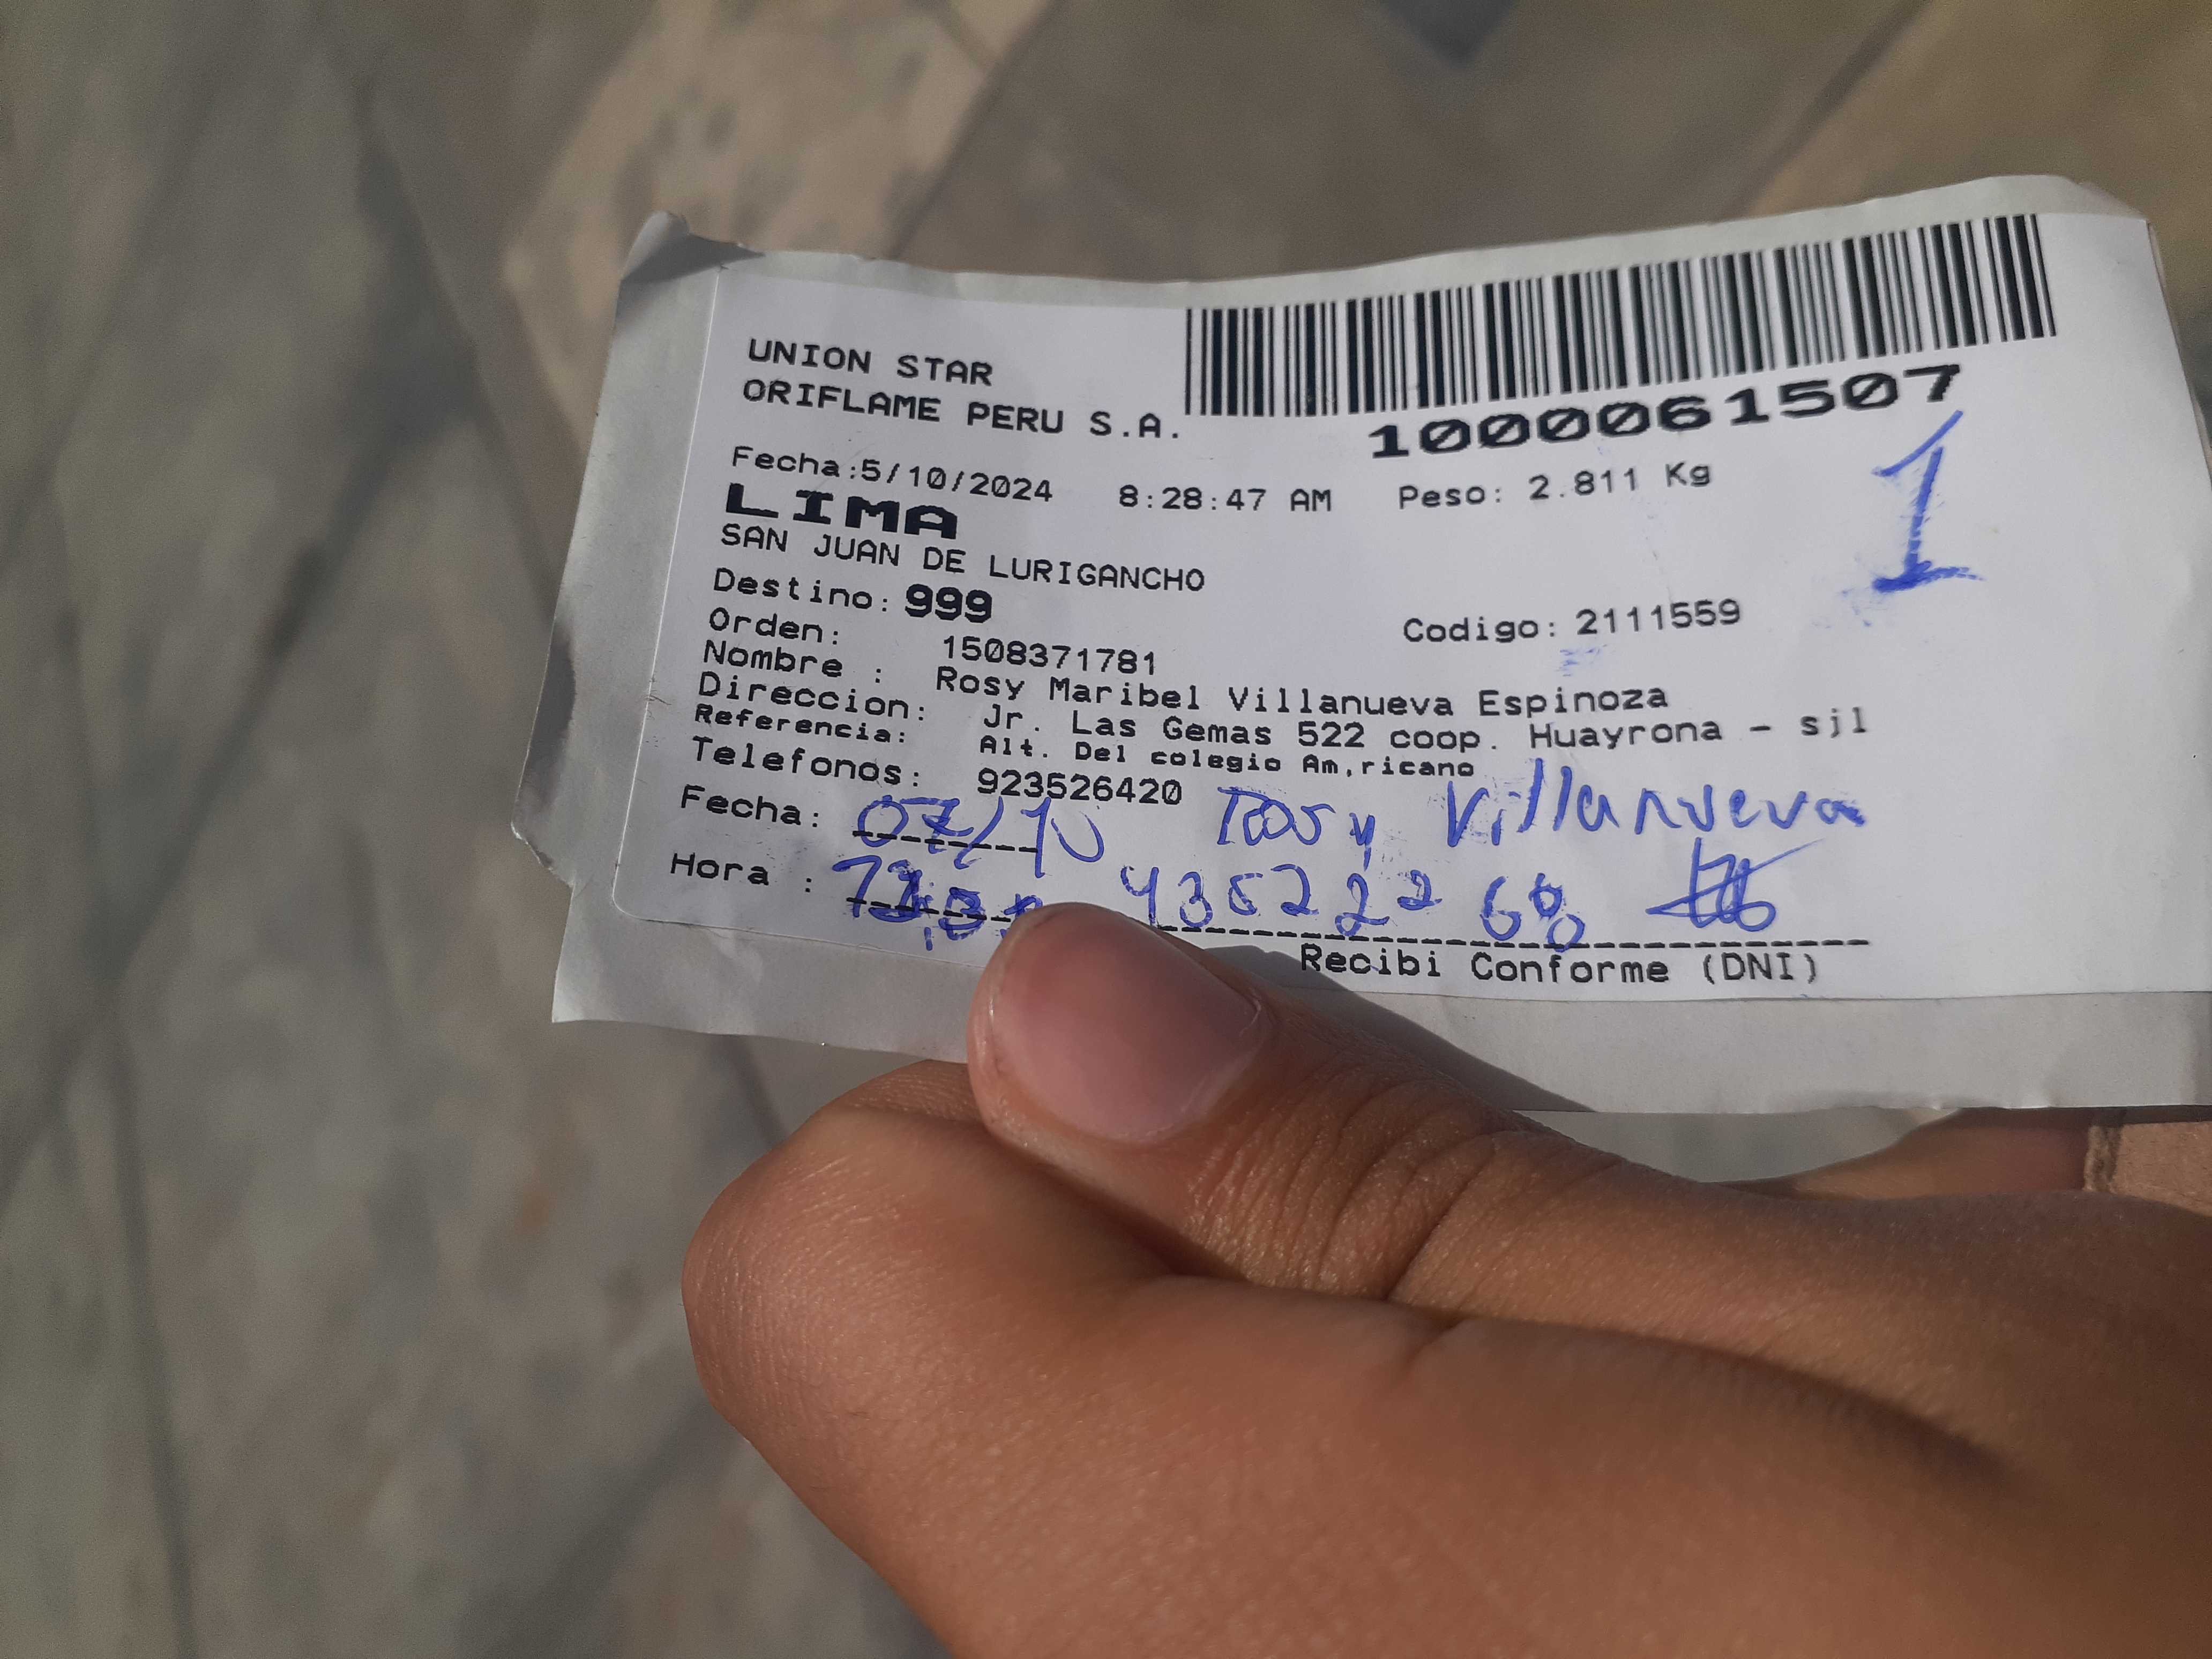 UNION STAR
ORIFLAME PERU S.A.
1000061507
Fecha:5/10/2024 8:28:47 AM Peso: 2.811 Kg
1
LIMA
SAN JUAN DE LURIGANCHO
Destino: 999 Codigo: 2111559
Orden: 1508371781
Nombre : Rosy Maribel Villanueva Espinoza
Direccion: Jr. Las Gemas 522 coop. Huayrona - sjl
Referencia: Alt. Del colegio Am,ricano
Telefonos: 923526420
Fecha: 07/10 Rosy Villanueva
Hora :
Recibi Conforme (DNI)